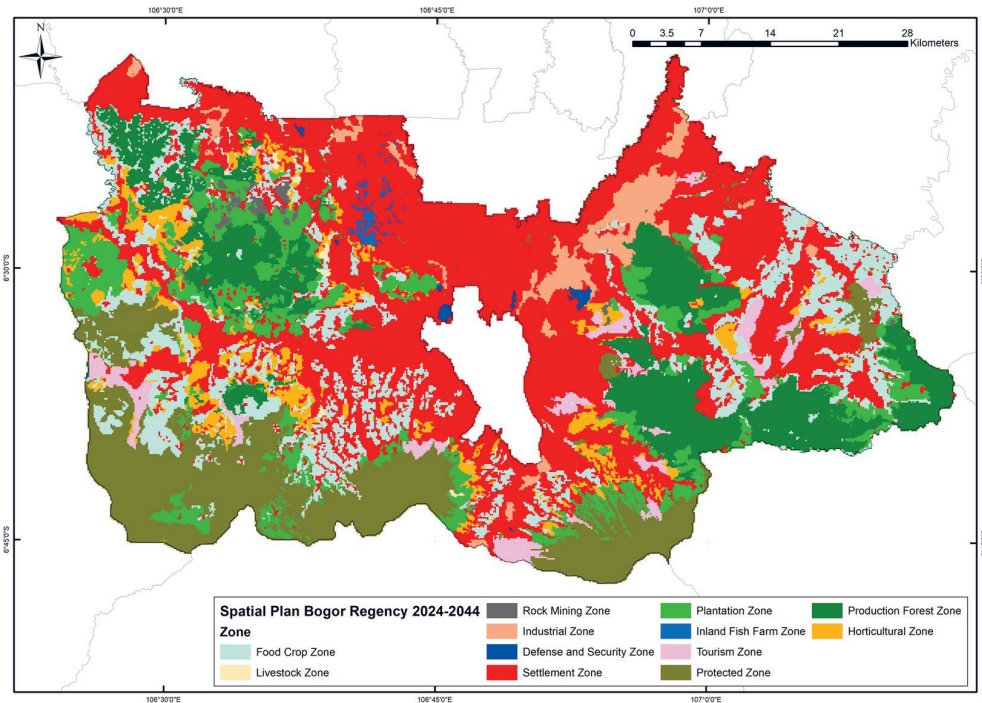 106°30'0"E 106°45'0"E 107°0'0"E
N
0 3.5 7 14 21 28
Kilometers
6°30'0"S
6°45'0"S
Spatial Plan Bogor Regency 2024-2044
Zone
Food Crop Zone
Livestock Zone
Rock Mining Zone
Industrial Zone
Defense and Security Zone
Settlement Zone
Plantation Zone
Inland Fish Farm Zone
Tourism Zone
Protected Zone
Production Forest Zone
Horticultural Zone
106°30'0"E 106°45'0"E 107°0'0"E